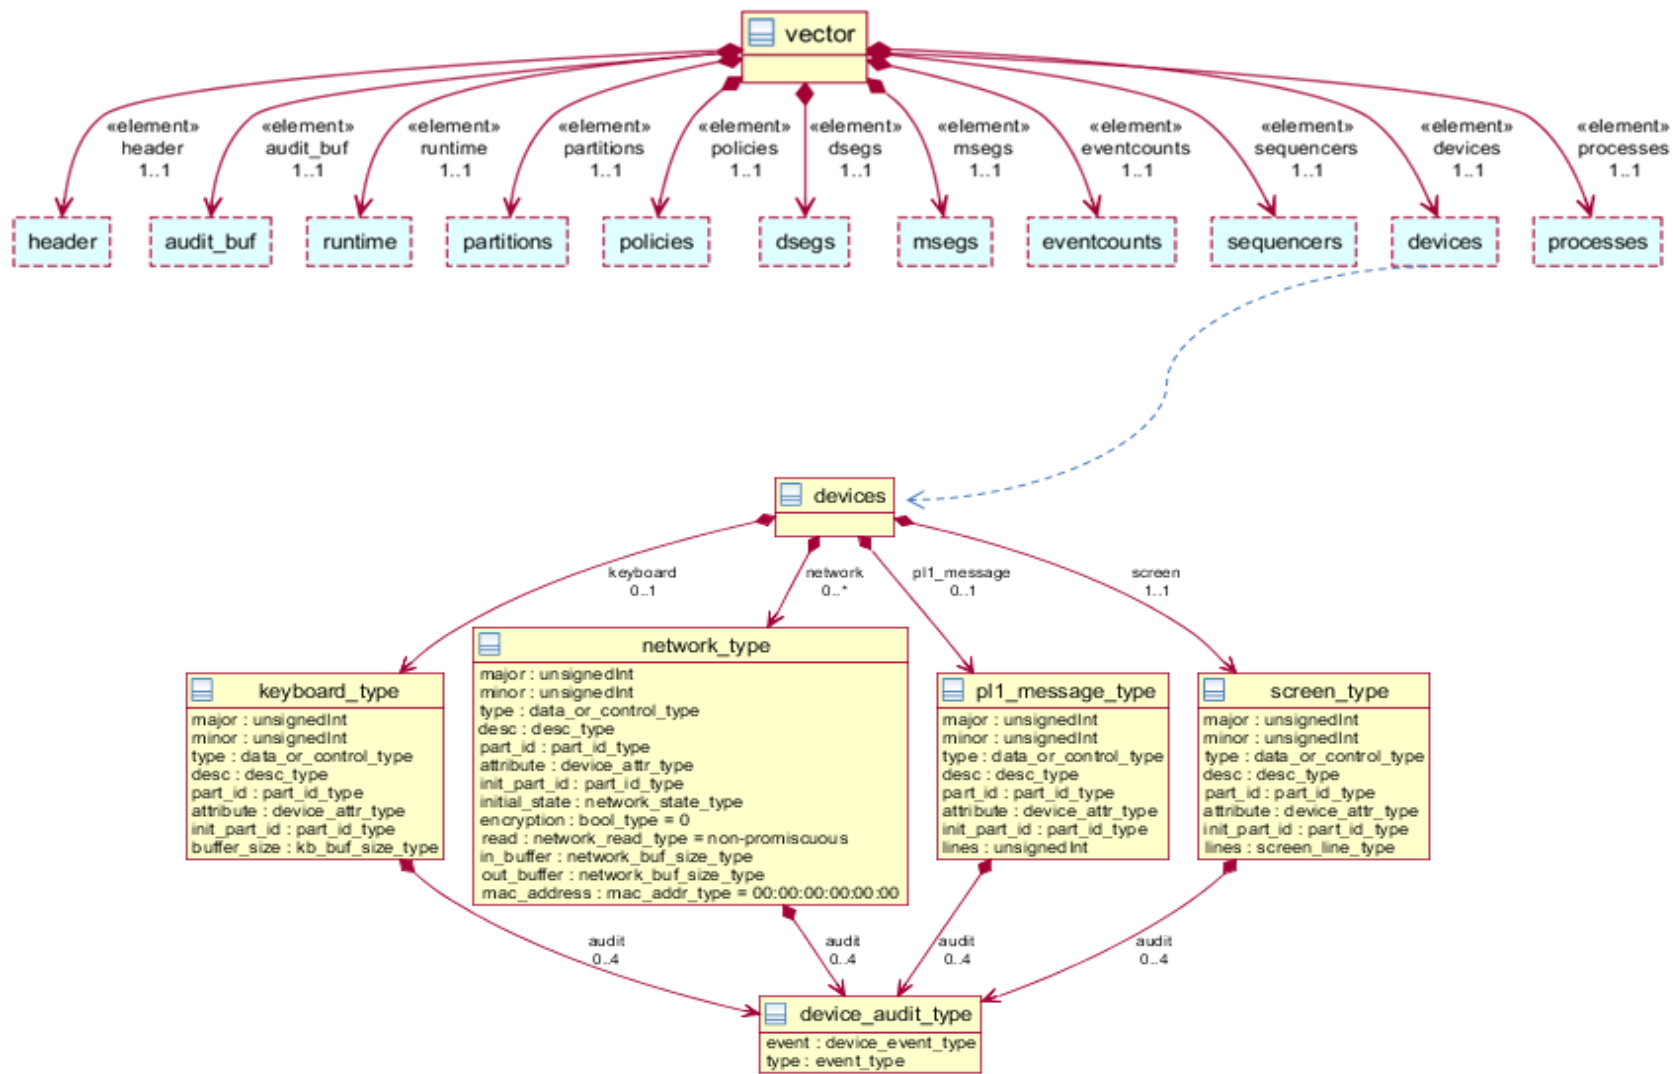 vector
«element»
header
1..1
«element»
audit_buf
1..1
«element»
runtime
1..1
«element»
partitions
1..1
«element»
policies
1..1
«element»
dsegs
1..1
«element»
msegs
1..1
«element»
eventcounts
1..1
«element»
sequencers
1..1
«element»
devices
1..1
«element»
processes
1..1
header
audit_buf
runtime
partitions
policies
dsegs
msegs
eventcounts
sequencers
devices
processes
devices
keyboard
0..1
network
0..*
pl1_message
0..1
screen
1..1
keyboard_type
major : unsignedInt
minor : unsignedInt
type : data_or_control_type
desc : desc_type
part_id : part_id_type
attribute : device_attr_type
init_part_id : part_id_type
buffer_size : kb_buf_size_type
network_type
major : unsignedInt
minor : unsignedInt
type : data_or_control_type
desc : desc_type
part_id : part_id_type
attribute : device_attr_type
init_part_id : part_id_type
initial_state : network_state_type
encryption : bool_type = 0
read : network_read_type = non-promiscuous
in_buffer : network_buf_size_type
out_buffer : network_buf_size_type
mac_address : mac_addr_type = 00:00:00:00:00:00
pl1_message_type
major : unsignedInt
minor : unsignedInt
type : data_or_control_type
desc : desc_type
part_id : part_id_type
attribute : device_attr_type
init_part_id : part_id_type
lines : unsignedInt
screen_type
major : unsignedInt
minor : unsignedInt
type : data_or_control_type
desc : desc_type
part_id : part_id_type
attribute : device_attr_type
init_part_id : part_id_type
lines : screen_line_type
audit
0..4
audit
0..4
audit
0..4
audit
0..4
device_audit_type
event : device_event_type
type : event_type